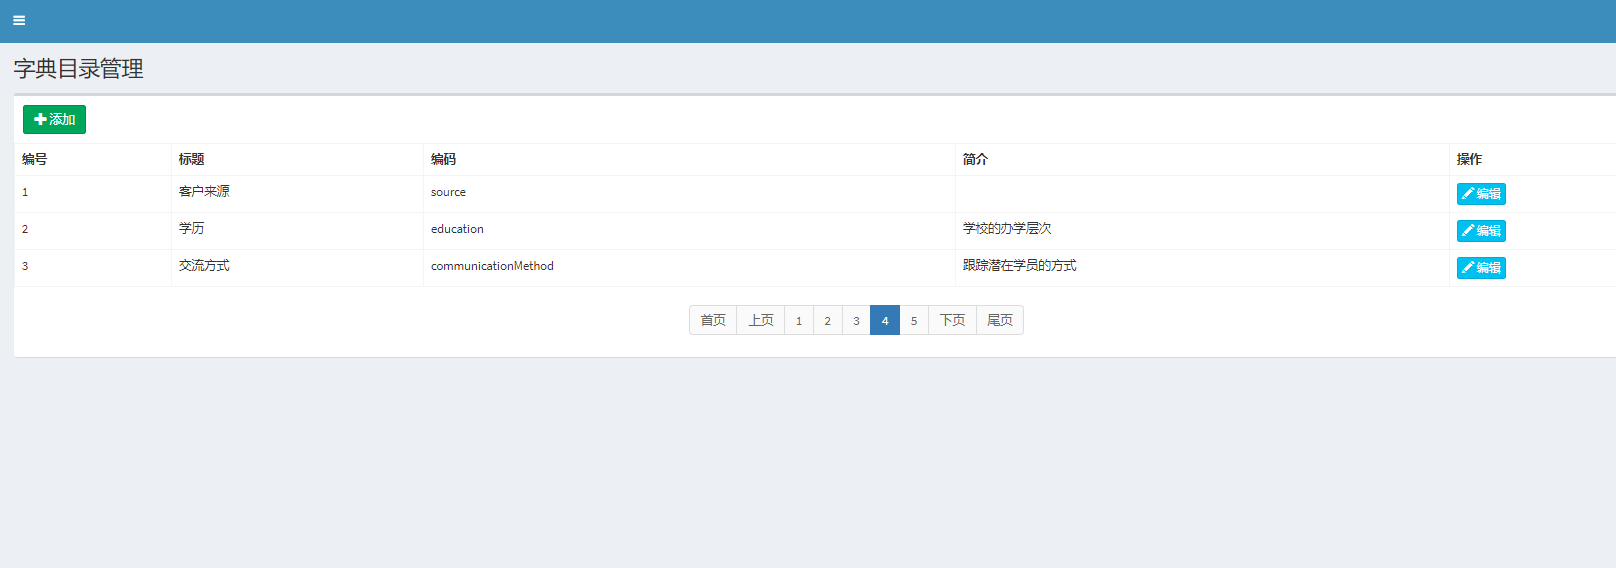 字典目录管理
添加
编号 标题 编码 简介 操作
1 客户来源 source 编辑
2 学历 education 学校的办学层次 编辑
3 交流方式 communicationMethod 跟踪潜在学员的方式 编辑
首页 上页 1 2 3 4 5 下页 尾页